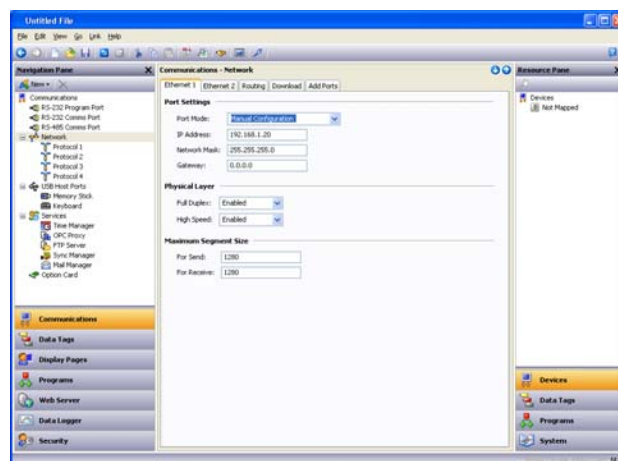 Untitled File
File Edit View Go Link Help
Navigation Pane
New
Communications
RS-232 Program Port
RS-232 Comms Port
RS-485 Comms Port
Network
Protocol 1
Protocol 2
Protocol 3
Protocol 4
USB Host Ports
Memory Stick
Keyboard
Services
Time Manager
OPC Proxy
FTP Server
Sync Manager
Mail Manager
Option Card
Communications
Data Tags
Display Pages
Programs
Web Server
Data Logger
Security
Communications - Network
Ethernet 1 Ethernet 2 Routing Download Add Ports
Port Settings
Port Mode: Manual Configuration
IP Address: 192.168.1.20
Network Mask: 255.255.255.0
Gateway: 0.0.0.0
Physical Layer
Full Duplex: Enabled
High Speed: Enabled
Maximum Segment Size
For Send: 1280
For Receive: 1280
Resource Pane
Devices
Not Mapped
Devices
Data Tags
Programs
System